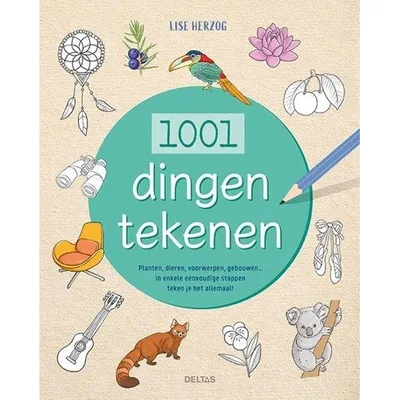 LISE HERZOG
1001
dingen
tekenen
Planten, dieren, voorwerpen, gebouwen...
in enkele eenvoudige stappen
teken je het allemaal!
DELTAS